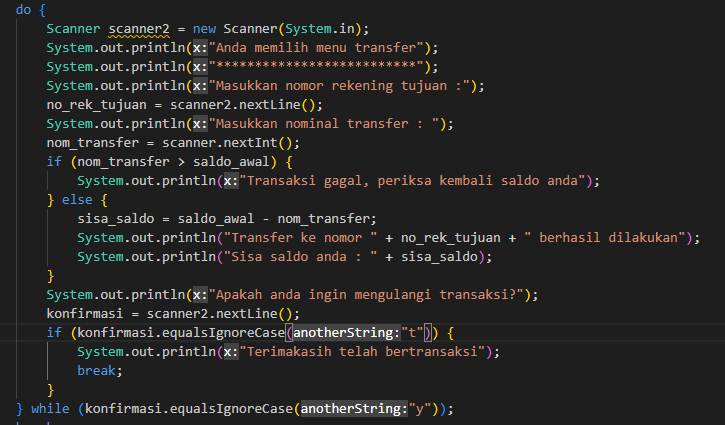 do {
Scanner scanner2 = new Scanner(System.in);
System.out.println(x:"Anda memilih menu transfer");
System.out.println(x:"**************************");
System.out.println(x:"Masukkan nomor rekening tujuan :");
no_rek_tujuan = scanner2.nextLine();
System.out.println(x:"Masukkan nominal transfer : ");
nom_transfer = scanner.nextInt();
if (nom_transfer > saldo_awal) {
System.out.println(x:"Transaksi gagal, periksa kembali saldo anda");
} else {
sisa_saldo = saldo_awal - nom_transfer;
System.out.println("Transfer ke nomor " + no_rek_tujuan + " berhasil dilakukan");
System.out.println("Sisa saldo anda : " + sisa_saldo);
}
System.out.println(x:"Apakah anda ingin mengulangi transaksi?");
konfirmasi = scanner2.nextLine();
if (konfirmasi.equalsIgnoreCase(anotherString:"t")) {
System.out.println(x:"Terimakasih telah bertransaksi");
break;
}
} while (konfirmasi.equalsIgnoreCase(anotherString:"y"));